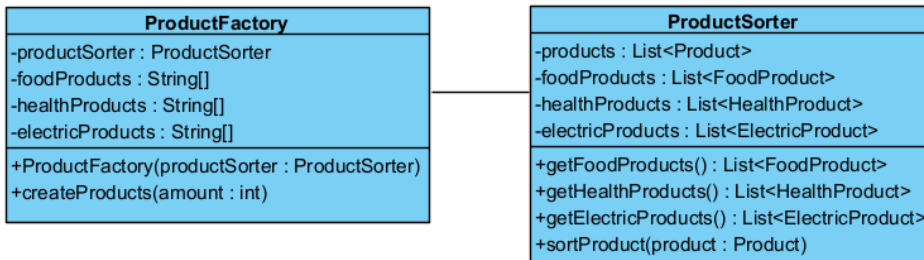 ProductFactory
-productSorter : ProductSorter
-foodProducts : String[]
-healthProducts : String[]
-electricProducts : String[]
+ProductFactory(productSorter : ProductSorter)
+createProducts(amount : int)
ProductSorter
-products : List<Product>
-foodProducts : List<FoodProduct>
-healthProducts : List<HealthProduct>
-electricProducts : List<ElectricProduct>
+getFoodProducts() : List<FoodProduct>
+getHealthProducts() : List<HealthProduct>
+getElectricProducts() : List<ElectricProduct>
+sortProduct(product : Product)